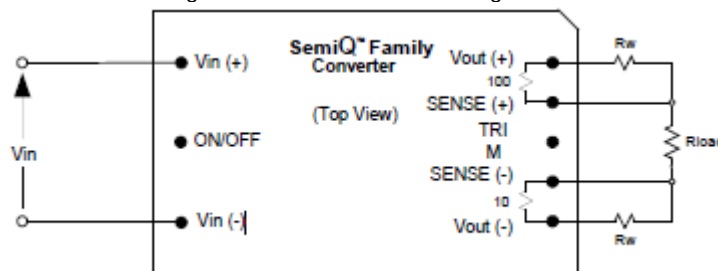 SemiQ™ Family
Converter
(Top View)
Vin (+)
ON/OFF
Vin (-)
Vin
Vout (+)
100
SENSE (+)
TRI
M
SENSE (-)
10
Vout (-)
Rw
Rload
Rw